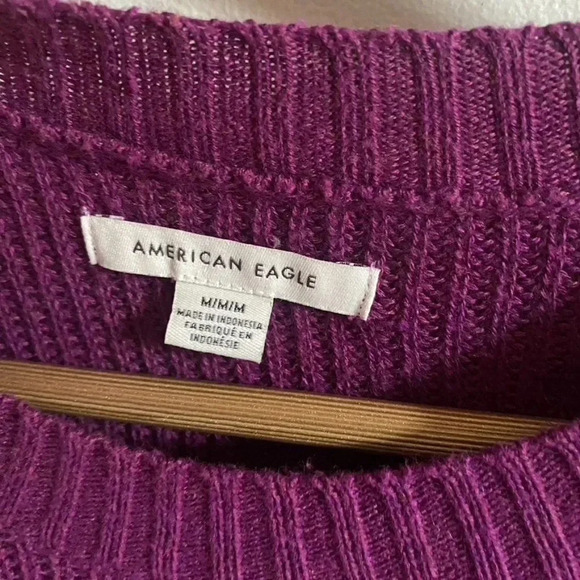 AMERICAN EAGLE
M/M/M
MADE IN INDONESIA
FABRIQUÉ EN
INDONÉSIE